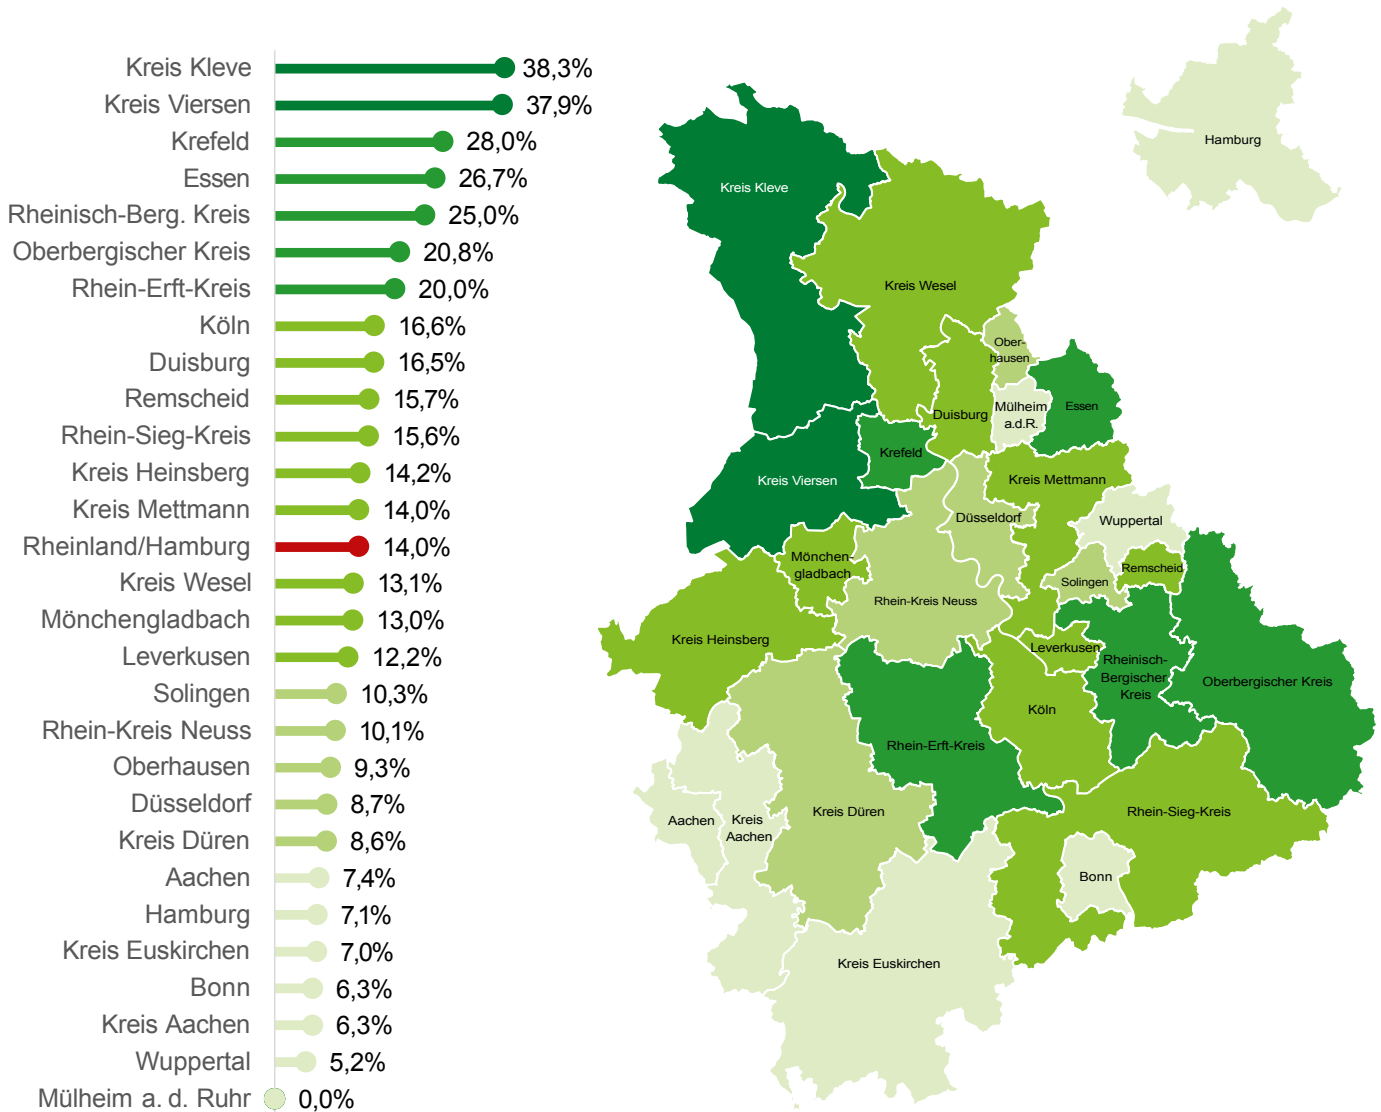 Kreis Kleve 38,3%
Kreis Viersen 37,9%
Krefeld 28,0%
Essen 26,7%
Rheinisch-Berg. Kreis 25,0%
Oberbergischer Kreis 20,8%
Rhein-Erft-Kreis 20,0%
Köln 16,6%
Duisburg 16,5%
Remscheid 15,7%
Rhein-Sieg-Kreis 15,6%
Kreis Heinsberg 14,2%
Kreis Mettmann 14,0%
Rheinland/Hamburg 14,0%
Kreis Wesel 13,1%
Mönchengladbach 13,0%
Leverkusen 12,2%
Solingen 10,3%
Rhein-Kreis Neuss 10,1%
Oberhausen 9,3%
Düsseldorf 8,7%
Kreis Düren 8,6%
Aachen 7,4%
Hamburg 7,1%
Kreis Euskirchen 7,0%
Bonn 6,3%
Kreis Aachen 6,3%
Wuppertal 5,2%
Mülheim a. d. Ruhr 0,0%
Hamburg
Kreis Kleve
Kreis Wesel
Ober-
hausen
Duisburg
Mülheim
a.d.R.
Essen
Krefeld
Kreis Viersen
Kreis Mettmann
Düsseldorf
Wuppertal
Mönchen-
gladbach
Remscheid
Solingen
Rhein-Kreis Neuss
Kreis Heinsberg
Leverkusen
Rheinisch-
Bergischer
Kreis
Oberbergischer Kreis
Köln
Rhein-Erft-Kreis
Kreis Düren
Rhein-Sieg-Kreis
Aachen
Kreis
Aachen
Bonn
Kreis Euskirchen